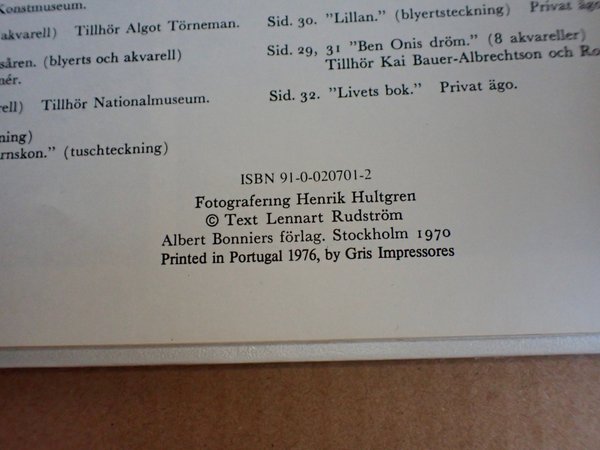 Konstmuseum.
akvarell) Tillhör Algot Törneman.
såren. (blyerts och akvarell)
ér.
ell) Tillhör Nationalmuseum.
ning)
rnskon." (tuschteckning)
Sid. 30. "Lillan." (blyertsteckning) Privat ägo.
Sid. 29, 31 "Ben Onis dröm." (8 akvareller)
Tillhör Kai Bauer-Albrechtson och Ro
Sid. 32. "Livets bok." Privat ägo.
ISBN 91-0-020701-2
Fotografering Henrik Hultgren
© Text Lennart Rudström
Albert Bonniers förlag. Stockholm 1970
Printed in Portugal 1976, by Gris Impressores